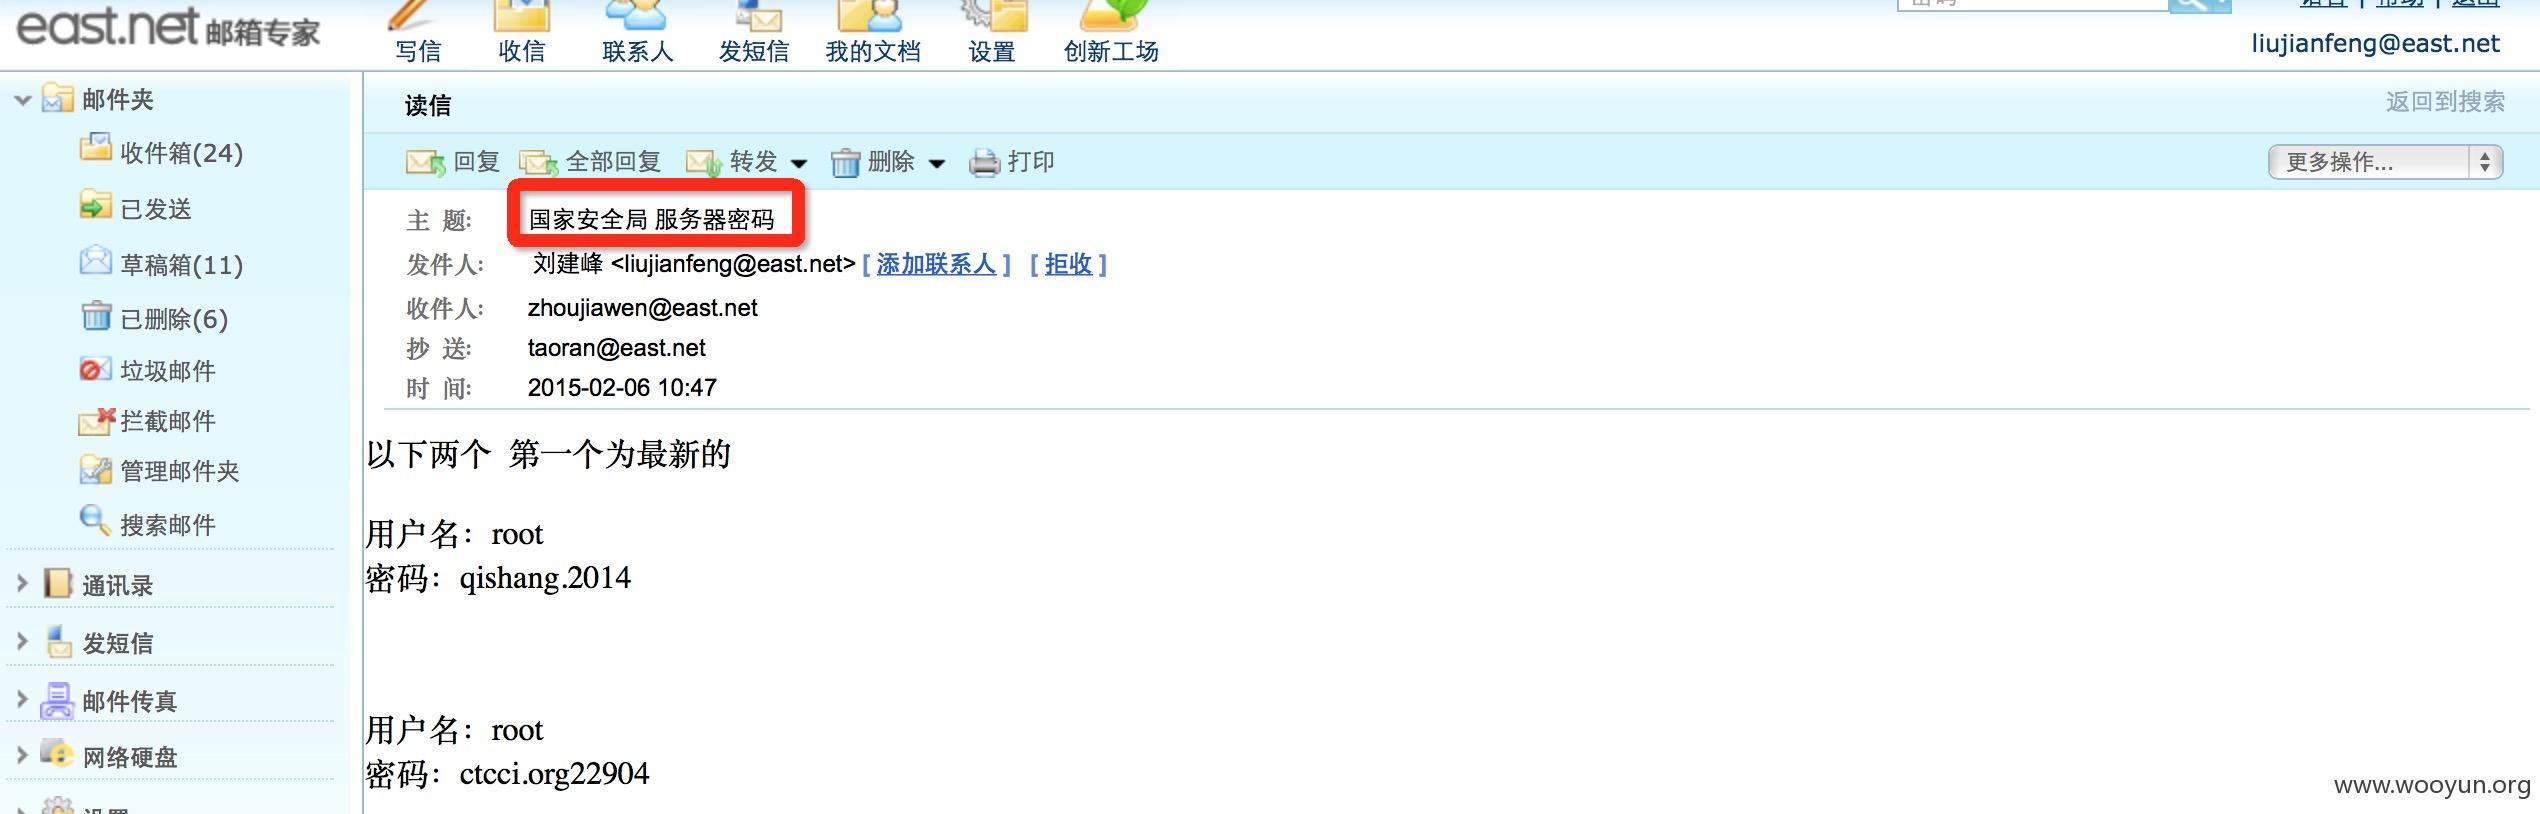 east.net 邮箱专家
写信 收信 联系人 发短信 我的文档 设置 创新工场
liujianfeng@east.net
邮件夹
收件箱(24)
已发送
草稿箱(11)
已删除(6)
垃圾邮件
拦截邮件
管理邮件夹
搜索邮件
通讯录
发短信
邮件传真
网络硬盘
读信 返回到搜索
回复 全部回复 转发 删除 打印 更多操作...
主 题: 国家安全局 服务器密码
发件人: 刘建峰 <liujianfeng@east.net> [ 添加联系人 ] [ 拒收 ]
收件人: zhoujiawen@east.net
抄 送: taoran@east.net
时 间: 2015-02-06 10:47
以下两个 第一个为最新的
用户名：root
密码：qishang.2014
用户名：root
密码：ctcci.org22904
www.wooyun.org